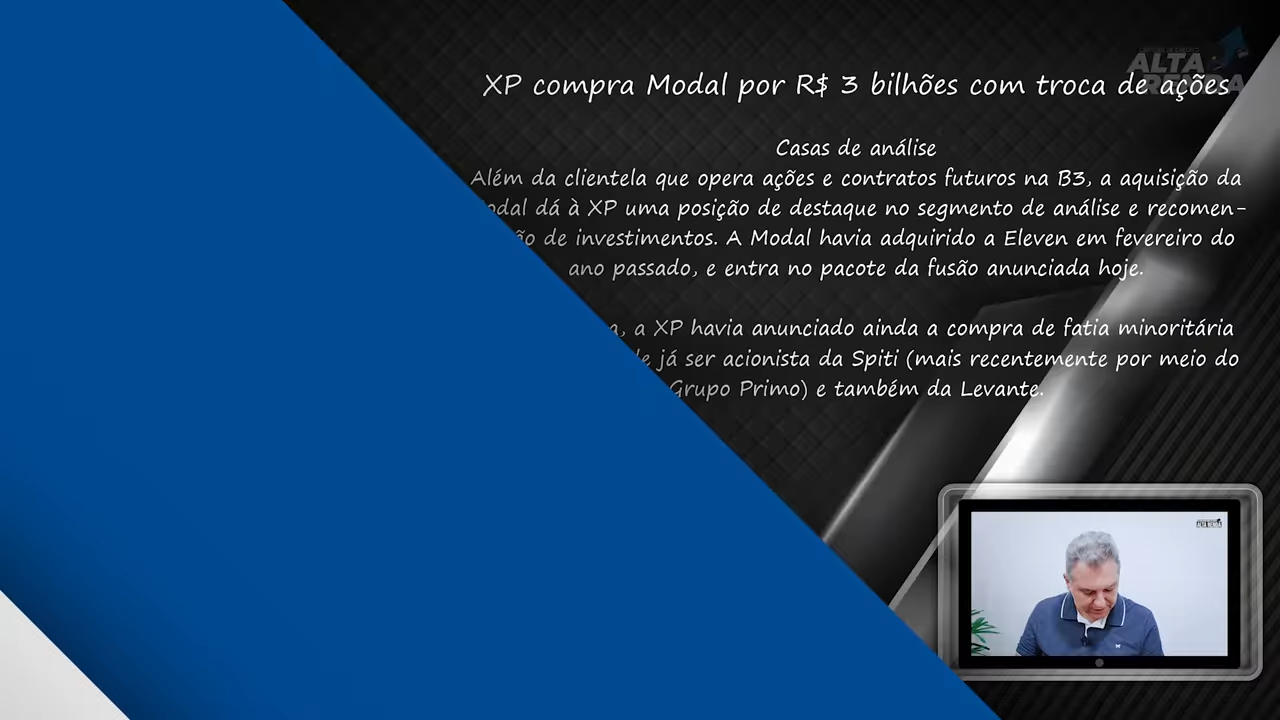 XP compra Modal por R$ 3 bilhões com troca de ações
Casas de análise
Além da clientela que opera ações e contratos futuros na B3, a aquisição da
dá à XP uma posição de destaque no segmento de análise e recomen-
de investimentos. A Modal havia adquirido a Eleven em fevereiro do
ano passado, e entra no pacote da fusão anunciada hoje.
a XP havia anunciado ainda a compra de fatia minoritária
já ser acionista da Spiti (mais recentemente por meio do
Grupo Primo) e também da Levante.
ALTA
RENDA
ALTA RENDA